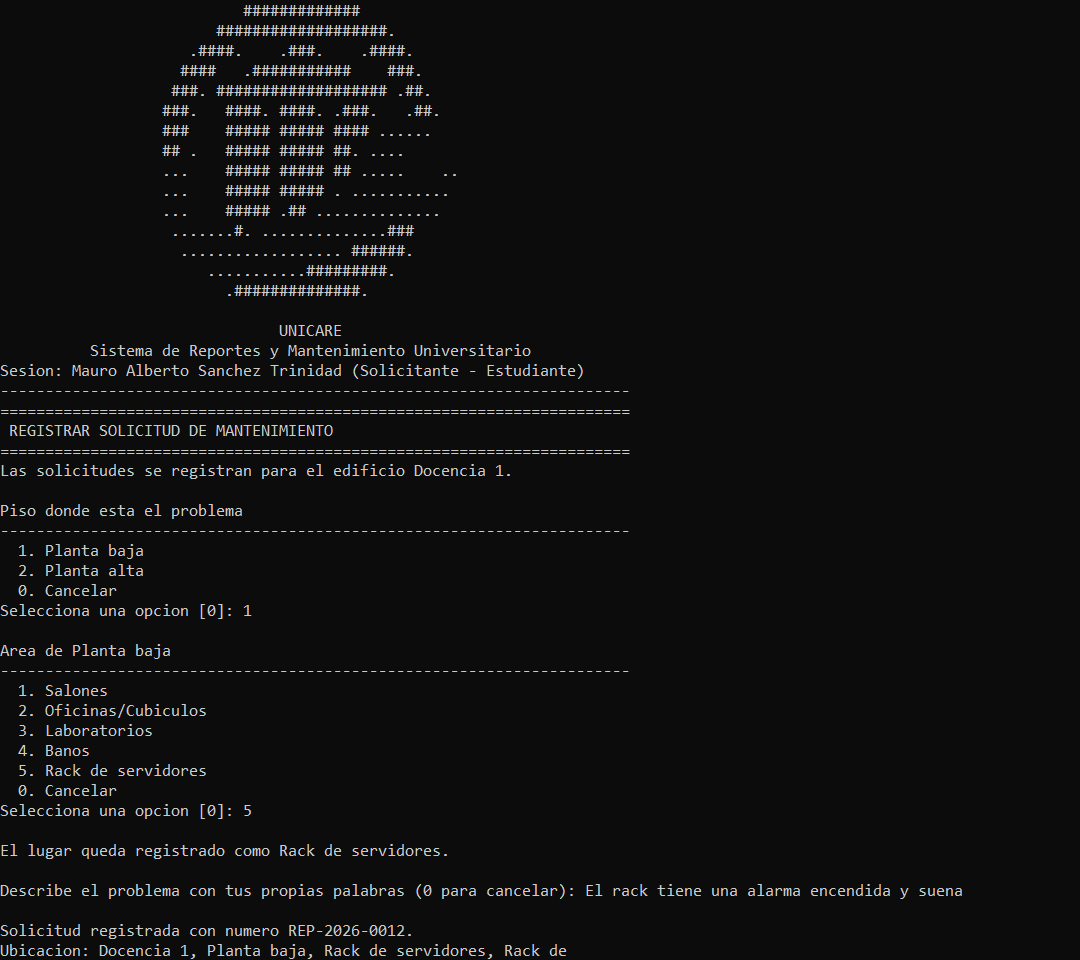 UNICARE
Sistema de Reportes y Mantenimiento Universitario
Sesion: Mauro Alberto Sanchez Trinidad (Solicitante - Estudiante)
----------------------------------------------------------------------
======================================================================
REGISTRAR SOLICITUD DE MANTENIMIENTO
======================================================================
Las solicitudes se registran para el edificio Docencia 1.
Piso donde esta el problema
----------------------------------------------------------------------
1. Planta baja
2. Planta alta
0. Cancelar
Selecciona una opcion [0]: 1
Area de Planta baja
----------------------------------------------------------------------
1. Salones
2. Oficinas/Cubiculos
3. Laboratorios
4. Banos
5. Rack de servidores
0. Cancelar
Selecciona una opcion [0]: 5
El lugar queda registrado como Rack de servidores.
Describe el problema con tus propias palabras (0 para cancelar): El rack tiene una alarma encendida y suena
Solicitud registrada con numero REP-2026-0012.
Ubicacion: Docencia 1, Planta baja, Rack de servidores, Rack de